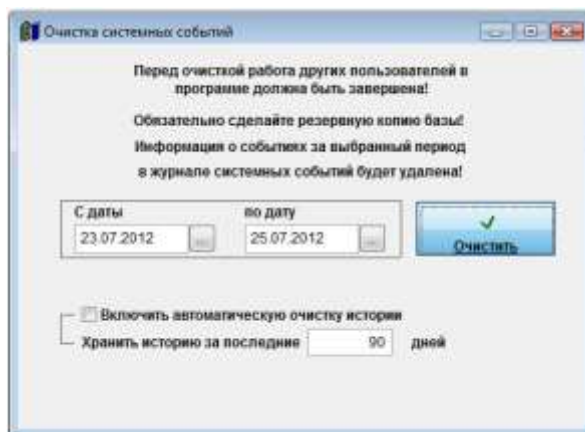 Очистка системных событий
Перед очисткой работа других пользователей в
программе должна быть завершена!
Обязательно сделайте резервную копию базы!
Информация о событиях за выбранный период
в журнале системных событий будет удалена!
С даты по дату
23.07.2012 ... 25.07.2012 ... Очистить
Включить автоматическую очистку истории
Хранить историю за последние 90 дней